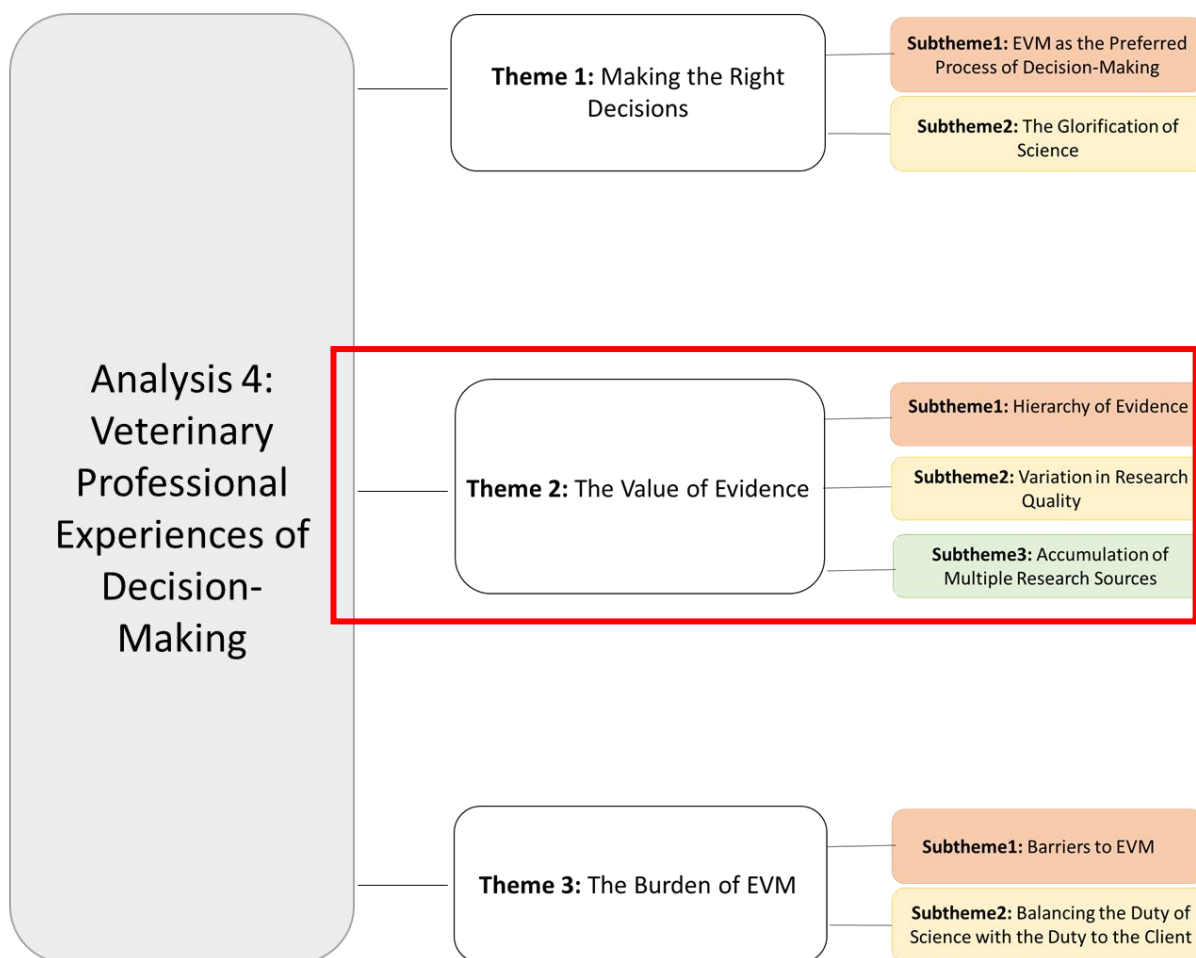 Analysis 4:
Veterinary
Professional
Experiences of
Decision-
Making
Theme 1: Making the Right
Decisions
Subtheme1: EVM as the Preferred
Process of Decision-Making
Subtheme2: The Glorification of
Science
Theme 2: The Value of Evidence
Subtheme1: Hierarchy of Evidence
Subtheme2: Variation in Research
Quality
Subtheme3: Accumulation of
Multiple Research Sources
Theme 3: The Burden of EVM
Subtheme1: Barriers to EVM
Subtheme2: Balancing the Duty of
Science with the Duty to the Client